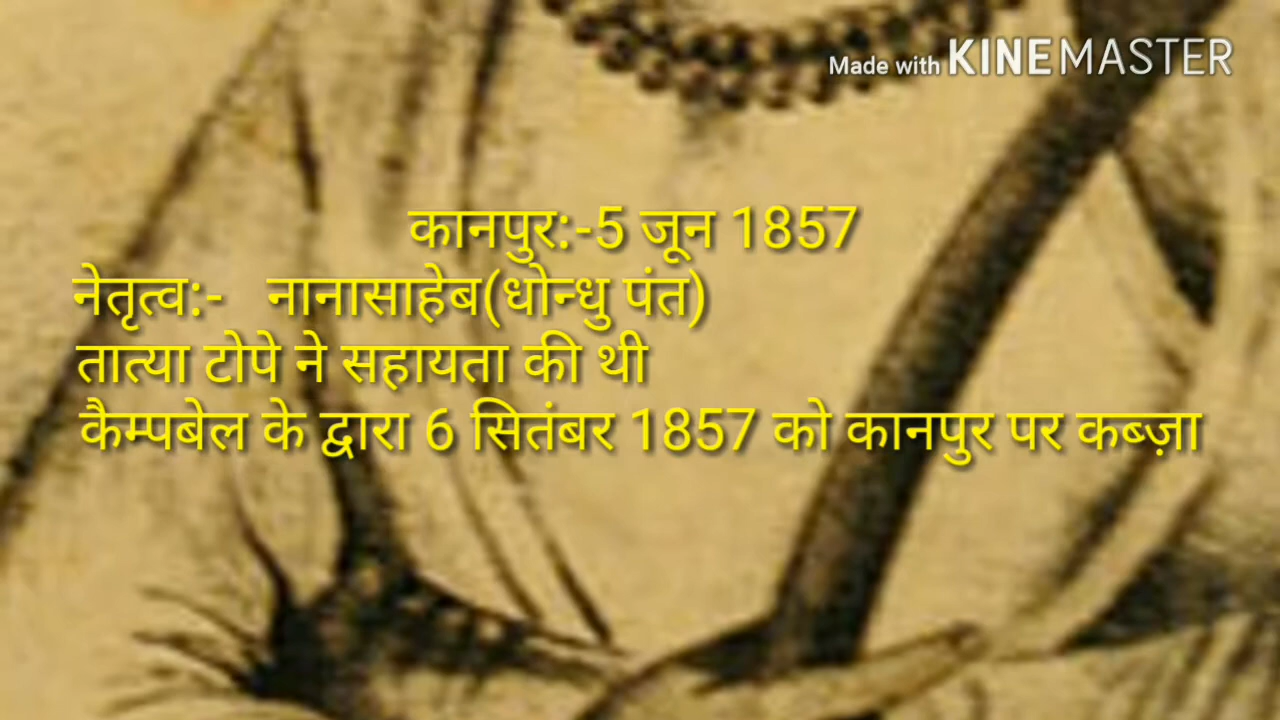 Made with KINEMASTER
कानपुर:-5 जून 1857
नेतृत्व:- नानासाहेब(धोन्धु पंत)
तात्या टोपे ने सहायता की थी
कैम्पबेल के द्वारा 6 सितंबर 1857 को कानपुर पर कब्ज़ा